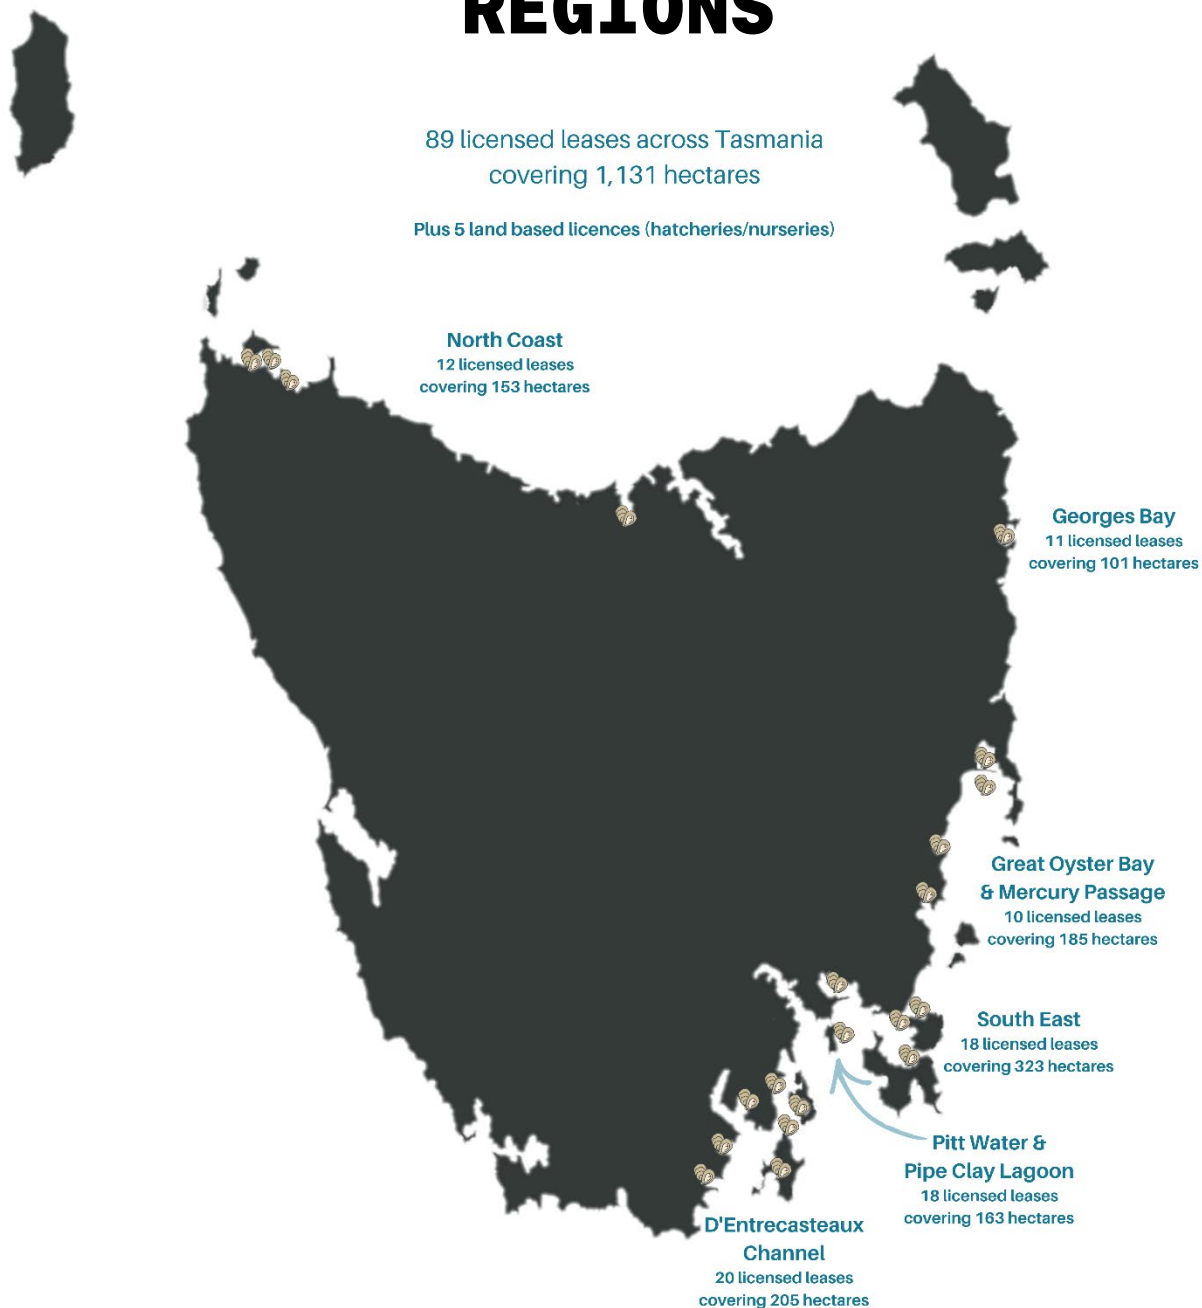 REGIONS
89 licensed leases across Tasmania
covering 1,131 hectares
Plus 5 land based licences (hatcheries/nurseries)
North Coast
12 licensed leases
covering 153 hectares
Georges Bay
11 licensed leases
covering 101 hectares
Great Oyster Bay
& Mercury Passage
10 licensed leases
covering 185 hectares
South East
18 licensed leases
covering 323 hectares
Pitt Water &
Pipe Clay Lagoon
18 licensed leases
covering 163 hectares
D'Entrecasteaux
Channel
20 licensed leases
covering 205 hectares